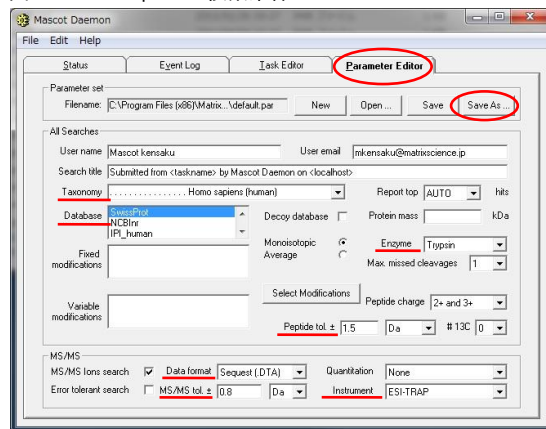 Mascot Daemon
File Edit Help
Status Event Log Task Editor Parameter Editor
Parameter set
Filename: C:\Program Files (x86)\Matrix...\default.par New Open ... Save Save As ...
All Searches
User name Mascot kensaku User email mkensaku@matrixscience.jp
Search title Submitted from <taskname> by Mascot Daemon on <localhost>
Taxonomy . . . . . . . . . . . . . . . . Homo sapiens (human) Report top AUTO hits
Database SwissProt NCBInr IPI_human Decoy database Protein mass kDa
Fixed modifications Monoisotopic Average Enzyme Trypsin
Max. missed cleavages 1
Variable modifications Select Modifications Peptide charge 2+ and 3+
Peptide tol. ± 1.5 Da # 13C 0
MS/MS
MS/MS Ions search Data format Sequest (.DTA) Quantitation None
Error tolerant search MS/MS tol. ± 0.8 Da Instrument ESI-TRAP